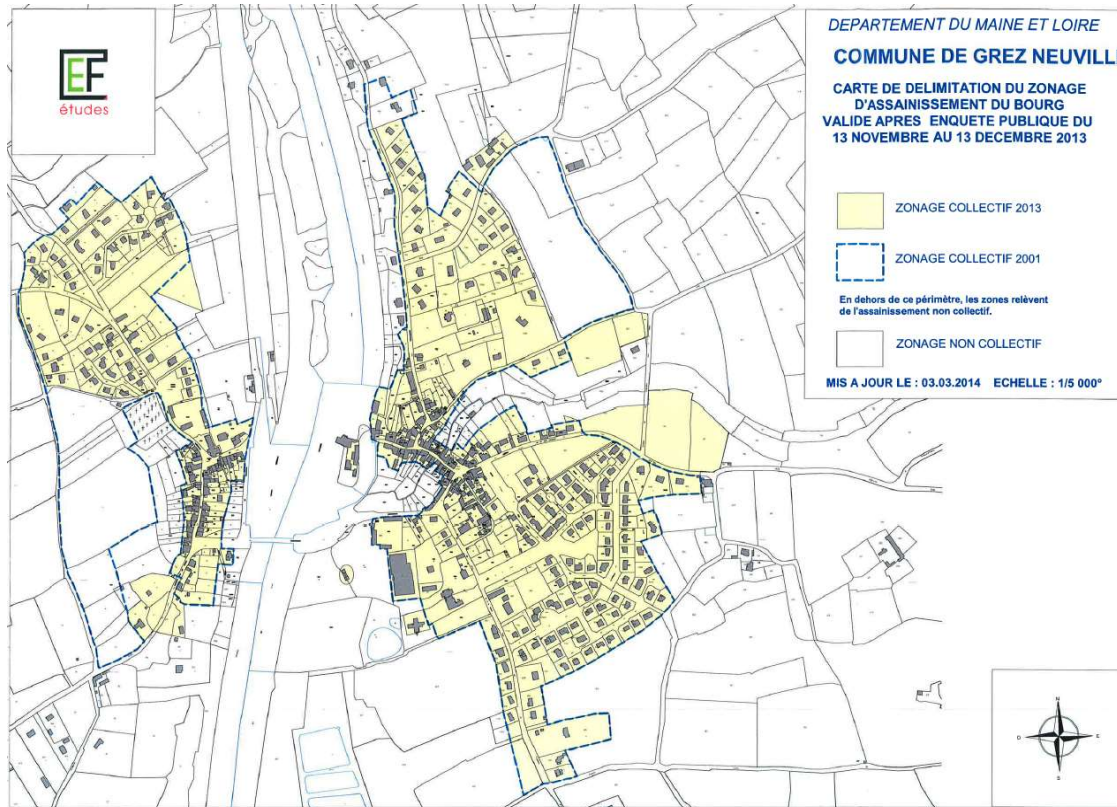 EF
études
DEPARTEMENT DU MAINE ET LOIRE
COMMUNE DE GREZ NEUVILL
CARTE DE DELIMITATION DU ZONAGE
D'ASSAINISSEMENT DU BOURG
VALIDE APRES ENQUETE PUBLIQUE DU
13 NOVEMBRE AU 13 DECEMBRE 2013
ZONAGE COLLECTIF 2013
ZONAGE COLLECTIF 2001
En dehors de ce périmètre, les zones relèvent
de l'assainissement non collectif.
ZONAGE NON COLLECTIF
MIS A JOUR LE : 03.03.2014 ECHELLE : 1/5 000°
N
O
E
S